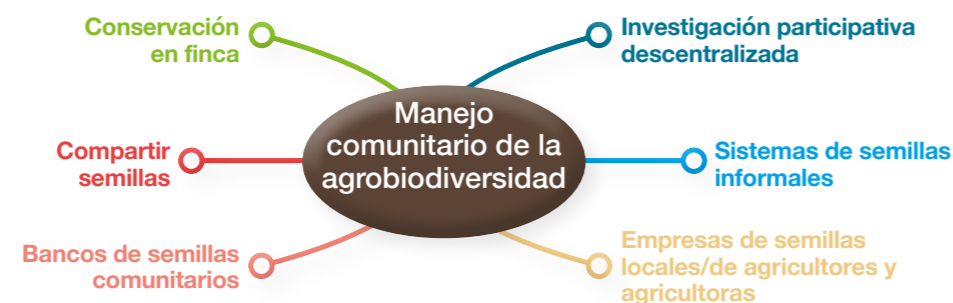 Conservación
en finca
Investigación participativa
descentralizada
Manejo
comunitario de la
agrobiodiversidad
Compartir
semillas
Sistemas de semillas
informales
Bancos de semillas
comunitarios
Empresas de semillas
locales/de agricultores y
agricultoras